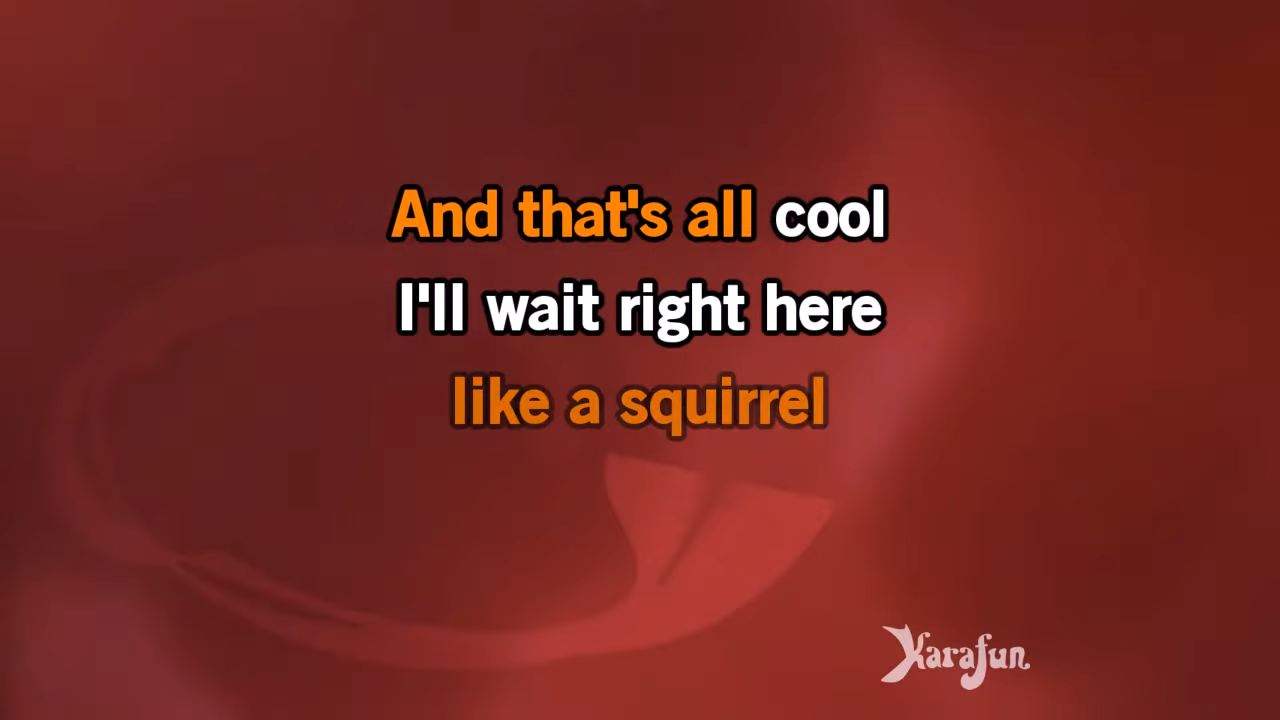 And that's all cool
I'll wait right here
like a squirrel
Karafun